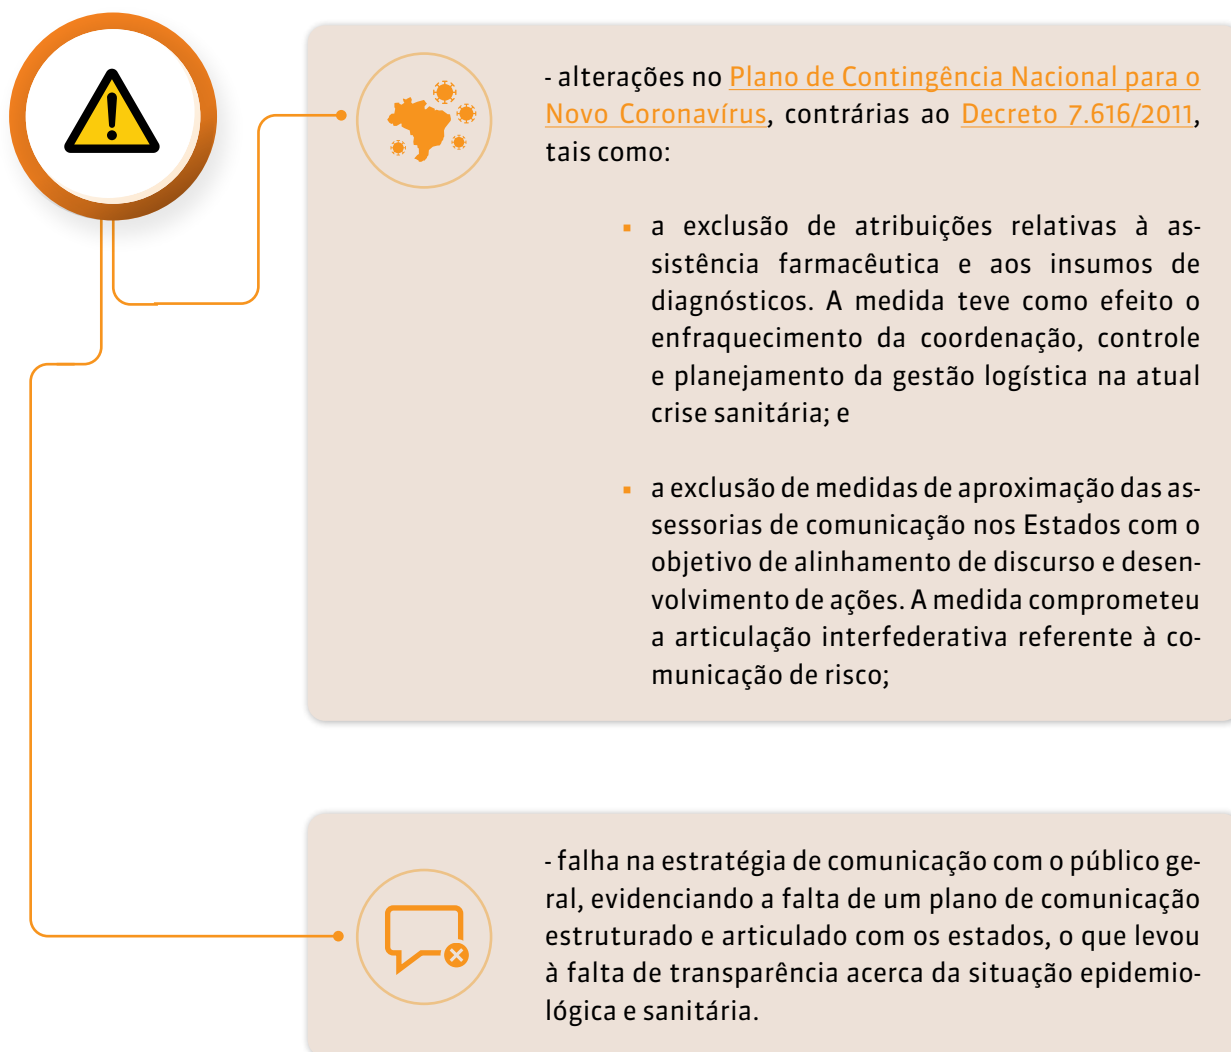 - alterações no Plano de Contingência Nacional para o
Novo Coronavírus, contrárias ao Decreto 7.616/2011,
tais como:
▪ a exclusão de atribuições relativas à as-
sistência farmacêutica e aos insumos de
diagnósticos. A medida teve como efeito o
enfraquecimento da coordenação, controle
e planejamento da gestão logística na atual
crise sanitária; e
▪ a exclusão de medidas de aproximação das as-
sessorias de comunicação nos Estados com o
objetivo de alinhamento de discurso e desen-
volvimento de ações. A medida comprometeu
a articulação interfederativa referente à co-
municação de risco;
- falha na estratégia de comunicação com o público ge-
ral, evidenciando a falta de um plano de comunicação
estruturado e articulado com os estados, o que levou
à falta de transparência acerca da situação epidemio-
lógica e sanitária.